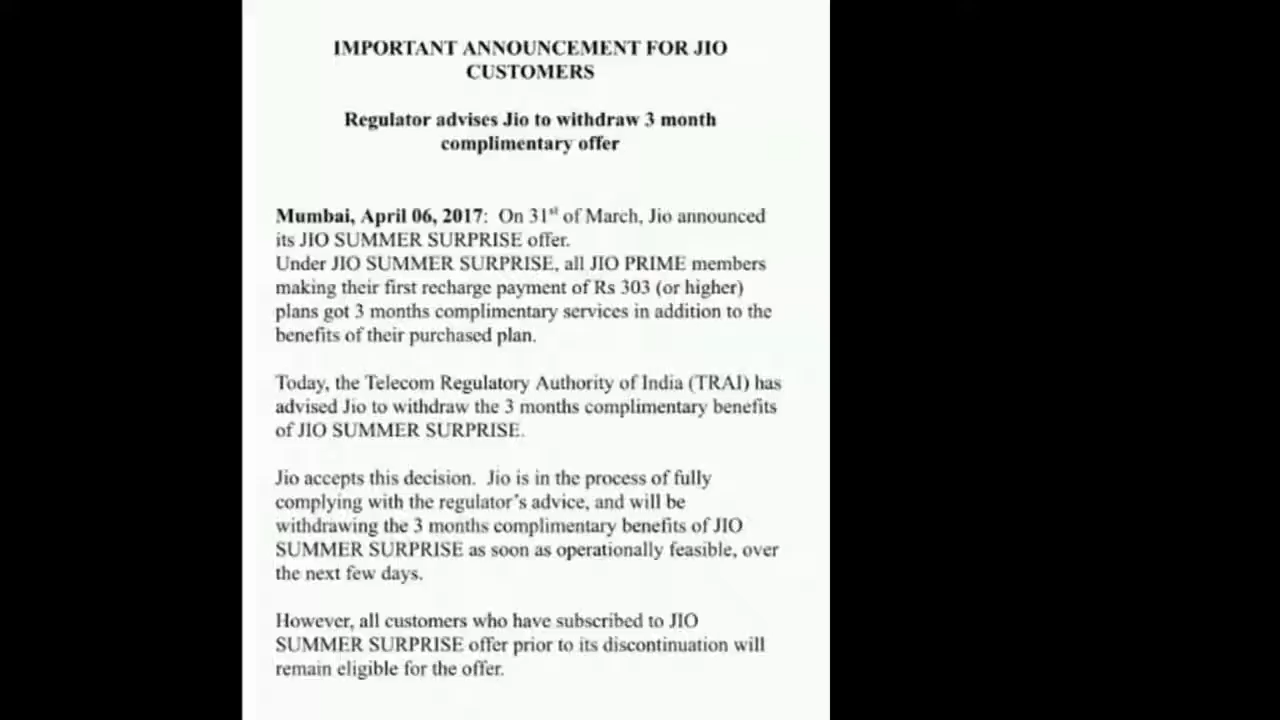 IMPORTANT ANNOUNCEMENT FOR JIO
CUSTOMERS
Regulator advises Jio to withdraw 3 month
complimentary offer
Mumbai, April 06, 2017:  On 31st of March, Jio announced
its JIO SUMMER SURPRISE offer.
Under JIO SUMMER SURPRISE, all JIO PRIME members
making their first recharge payment of Rs 303 (or higher)
plans got 3 months complimentary services in addition to the
benefits of their purchased plan.
Today, the Telecom Regulatory Authority of India (TRAI) has
advised Jio to withdraw the 3 months complimentary benefits
of JIO SUMMER SURPRISE.
Jio accepts this decision.  Jio is in the process of fully
complying with the regulator's advice, and will be
withdrawing the 3 months complimentary benefits of JIO
SUMMER SURPRISE as soon as operationally feasible, over
the next few days.
However, all customers who have subscribed to JIO
SUMMER SURPRISE offer prior to its discontinuation will
remain eligible for the offer.